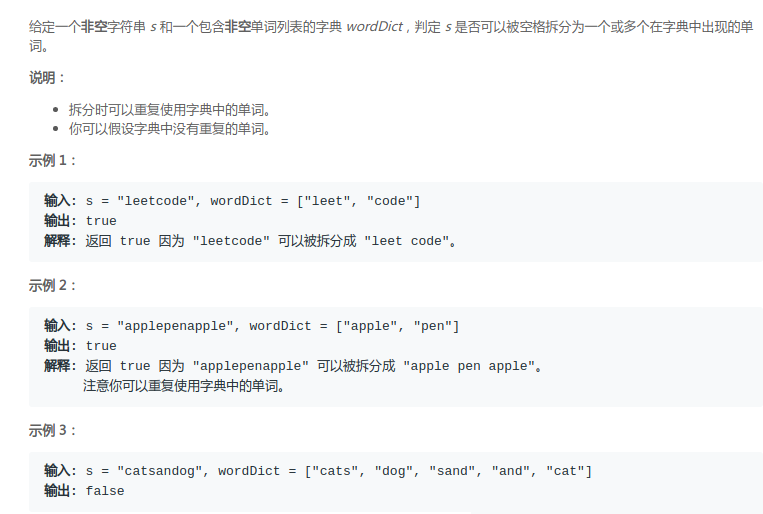 给定一个非空字符串 s 和一个包含非空单词列表的字典 wordDict，判定 s 是否可以被空格拆分为一个或多个在字典中出现的单
词。
说明：
• 拆分时可以重复使用字典中的单词。
• 你可以假设字典中没有重复的单词。
示例 1：
输入: s = "leetcode", wordDict = ["leet", "code"]
输出: true
解释: 返回 true 因为 "leetcode" 可以被拆分成 "leet code"。
示例 2：
输入: s = "applepenapple", wordDict = ["apple", "pen"]
输出: true
解释: 返回 true 因为 "applepenapple" 可以被拆分成 "apple pen apple"。
注意你可以重复使用字典中的单词。
示例 3：
输入: s = "catsandog", wordDict = ["cats", "dog", "sand", "and", "cat"]
输出: false